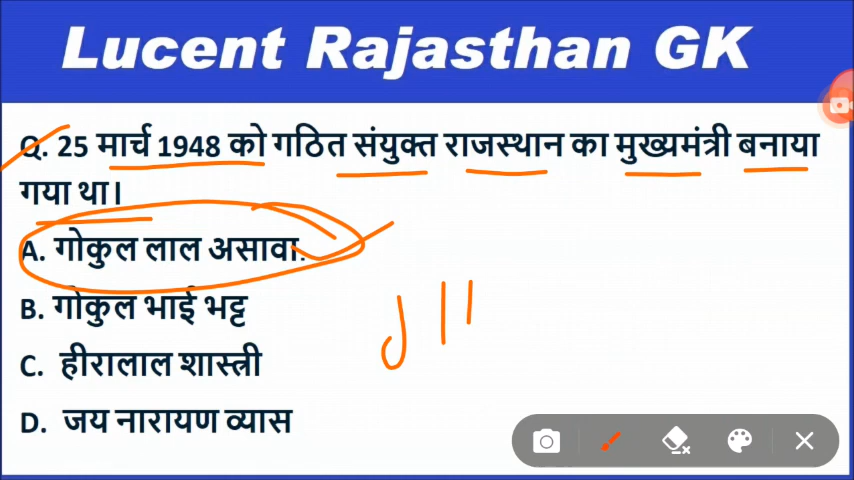 Lucent Rajasthan GK
Q. 25 मार्च 1948 को गठित संयुक्त राजस्थान का मुख्यमंत्री बनाया
गया था।
A. गोकुल लाल असावा.
B. गोकुल भाई भट्ट
C. हीरालाल शास्त्री
D. जय नारायण व्यास